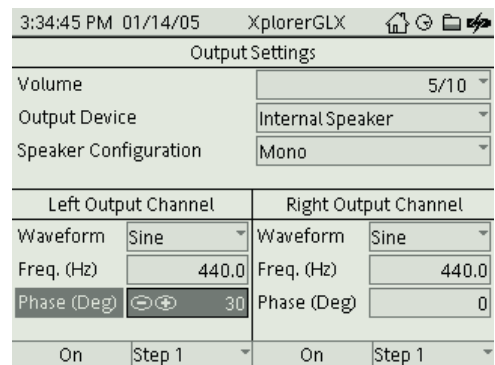 3:34:45 PM 01/14/05 XplorerGLX
Output Settings
Volume 5/10
Output Device Internal Speaker
Speaker Configuration Mono
Left Output Channel Right Output Channel
Waveform Sine Waveform Sine
Freq. (Hz) 440.0 Freq. (Hz) 440.0
Phase (Deg) 30 Phase (Deg) 0
On Step 1 On Step 1